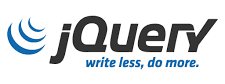 jQuery
write less, do more.